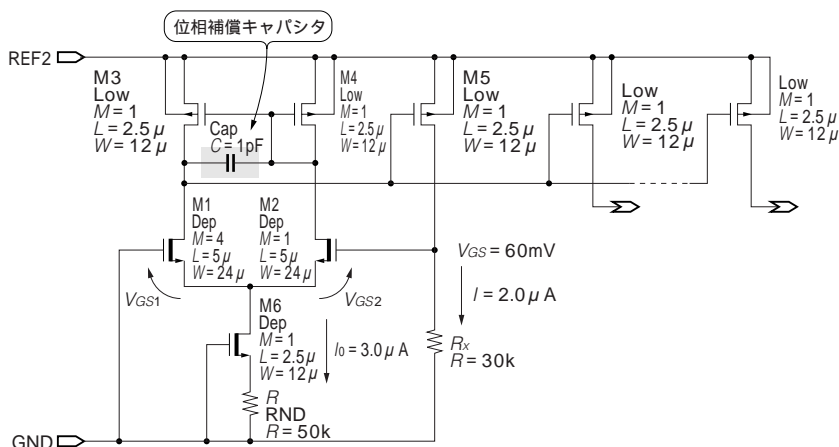 位相補償キャパシタ
REF2
M3
Low
M=1
L=2.5μ
W=12μ
Cap
C=1pF
M4
Low
M=1
L=2.5μ
W=12μ
M5
Low
M=1
L=2.5μ
W=12μ
Low
M=1
L=2.5μ
W=12μ
Low
M=1
L=2.5μ
W=12μ
M1
Dep
M=4
L=5μ
W=24μ
M2
Dep
M=1
L=5μ
W=24μ
VGS1
VGS2
VGS=60mV
I=2.0μA
M6
Dep
M=1
L=2.5μ
W=12μ
I0=3.0μA
Rx
R=30k
R
RND
R=50k
GND